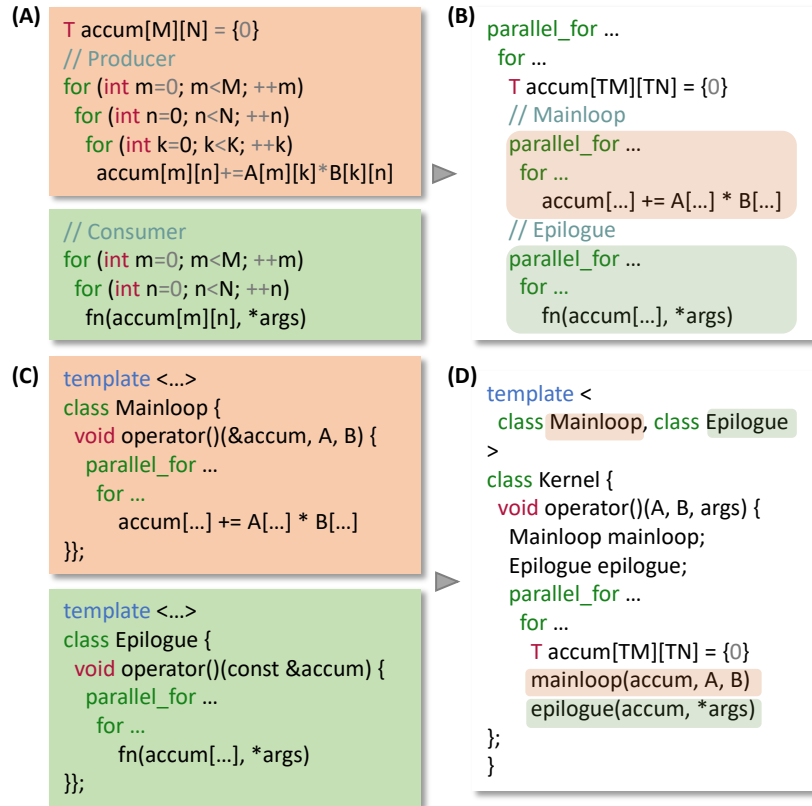 (A)
T accum[M][N] = {0}
// Producer
for (int m=0; m<M; ++m)
for (int n=0; n<N; ++n)
for (int k=0; k<K; ++k)
accum[m][n]+=A[m][k]*B[k][n]
// Consumer
for (int m=0; m<M; ++m)
for (int n=0; n<N; ++n)
fn(accum[m][n], *args)
(B)
parallel_for ...
for ...
T accum[TM][TN] = {0}
// Mainloop
parallel_for ...
for ...
accum[...] += A[...] * B[...]
// Epilogue
parallel_for ...
for ...
fn(accum[...], *args)
(C)
template <...>
class Mainloop {
void operator()(&accum, A, B) {
parallel_for ...
for ...
accum[...] += A[...] * B[...]
}};
template <...>
class Epilogue {
void operator()(const &accum) {
parallel_for ...
for ...
fn(accum[...], *args)
}};
(D)
template <
class Mainloop, class Epilogue
>
class Kernel {
void operator()(A, B, args) {
Mainloop mainloop;
Epilogue epilogue;
parallel_for ...
for ...
T accum[TM][TN] = {0}
mainloop(accum, A, B)
epilogue(accum, *args)
};
}